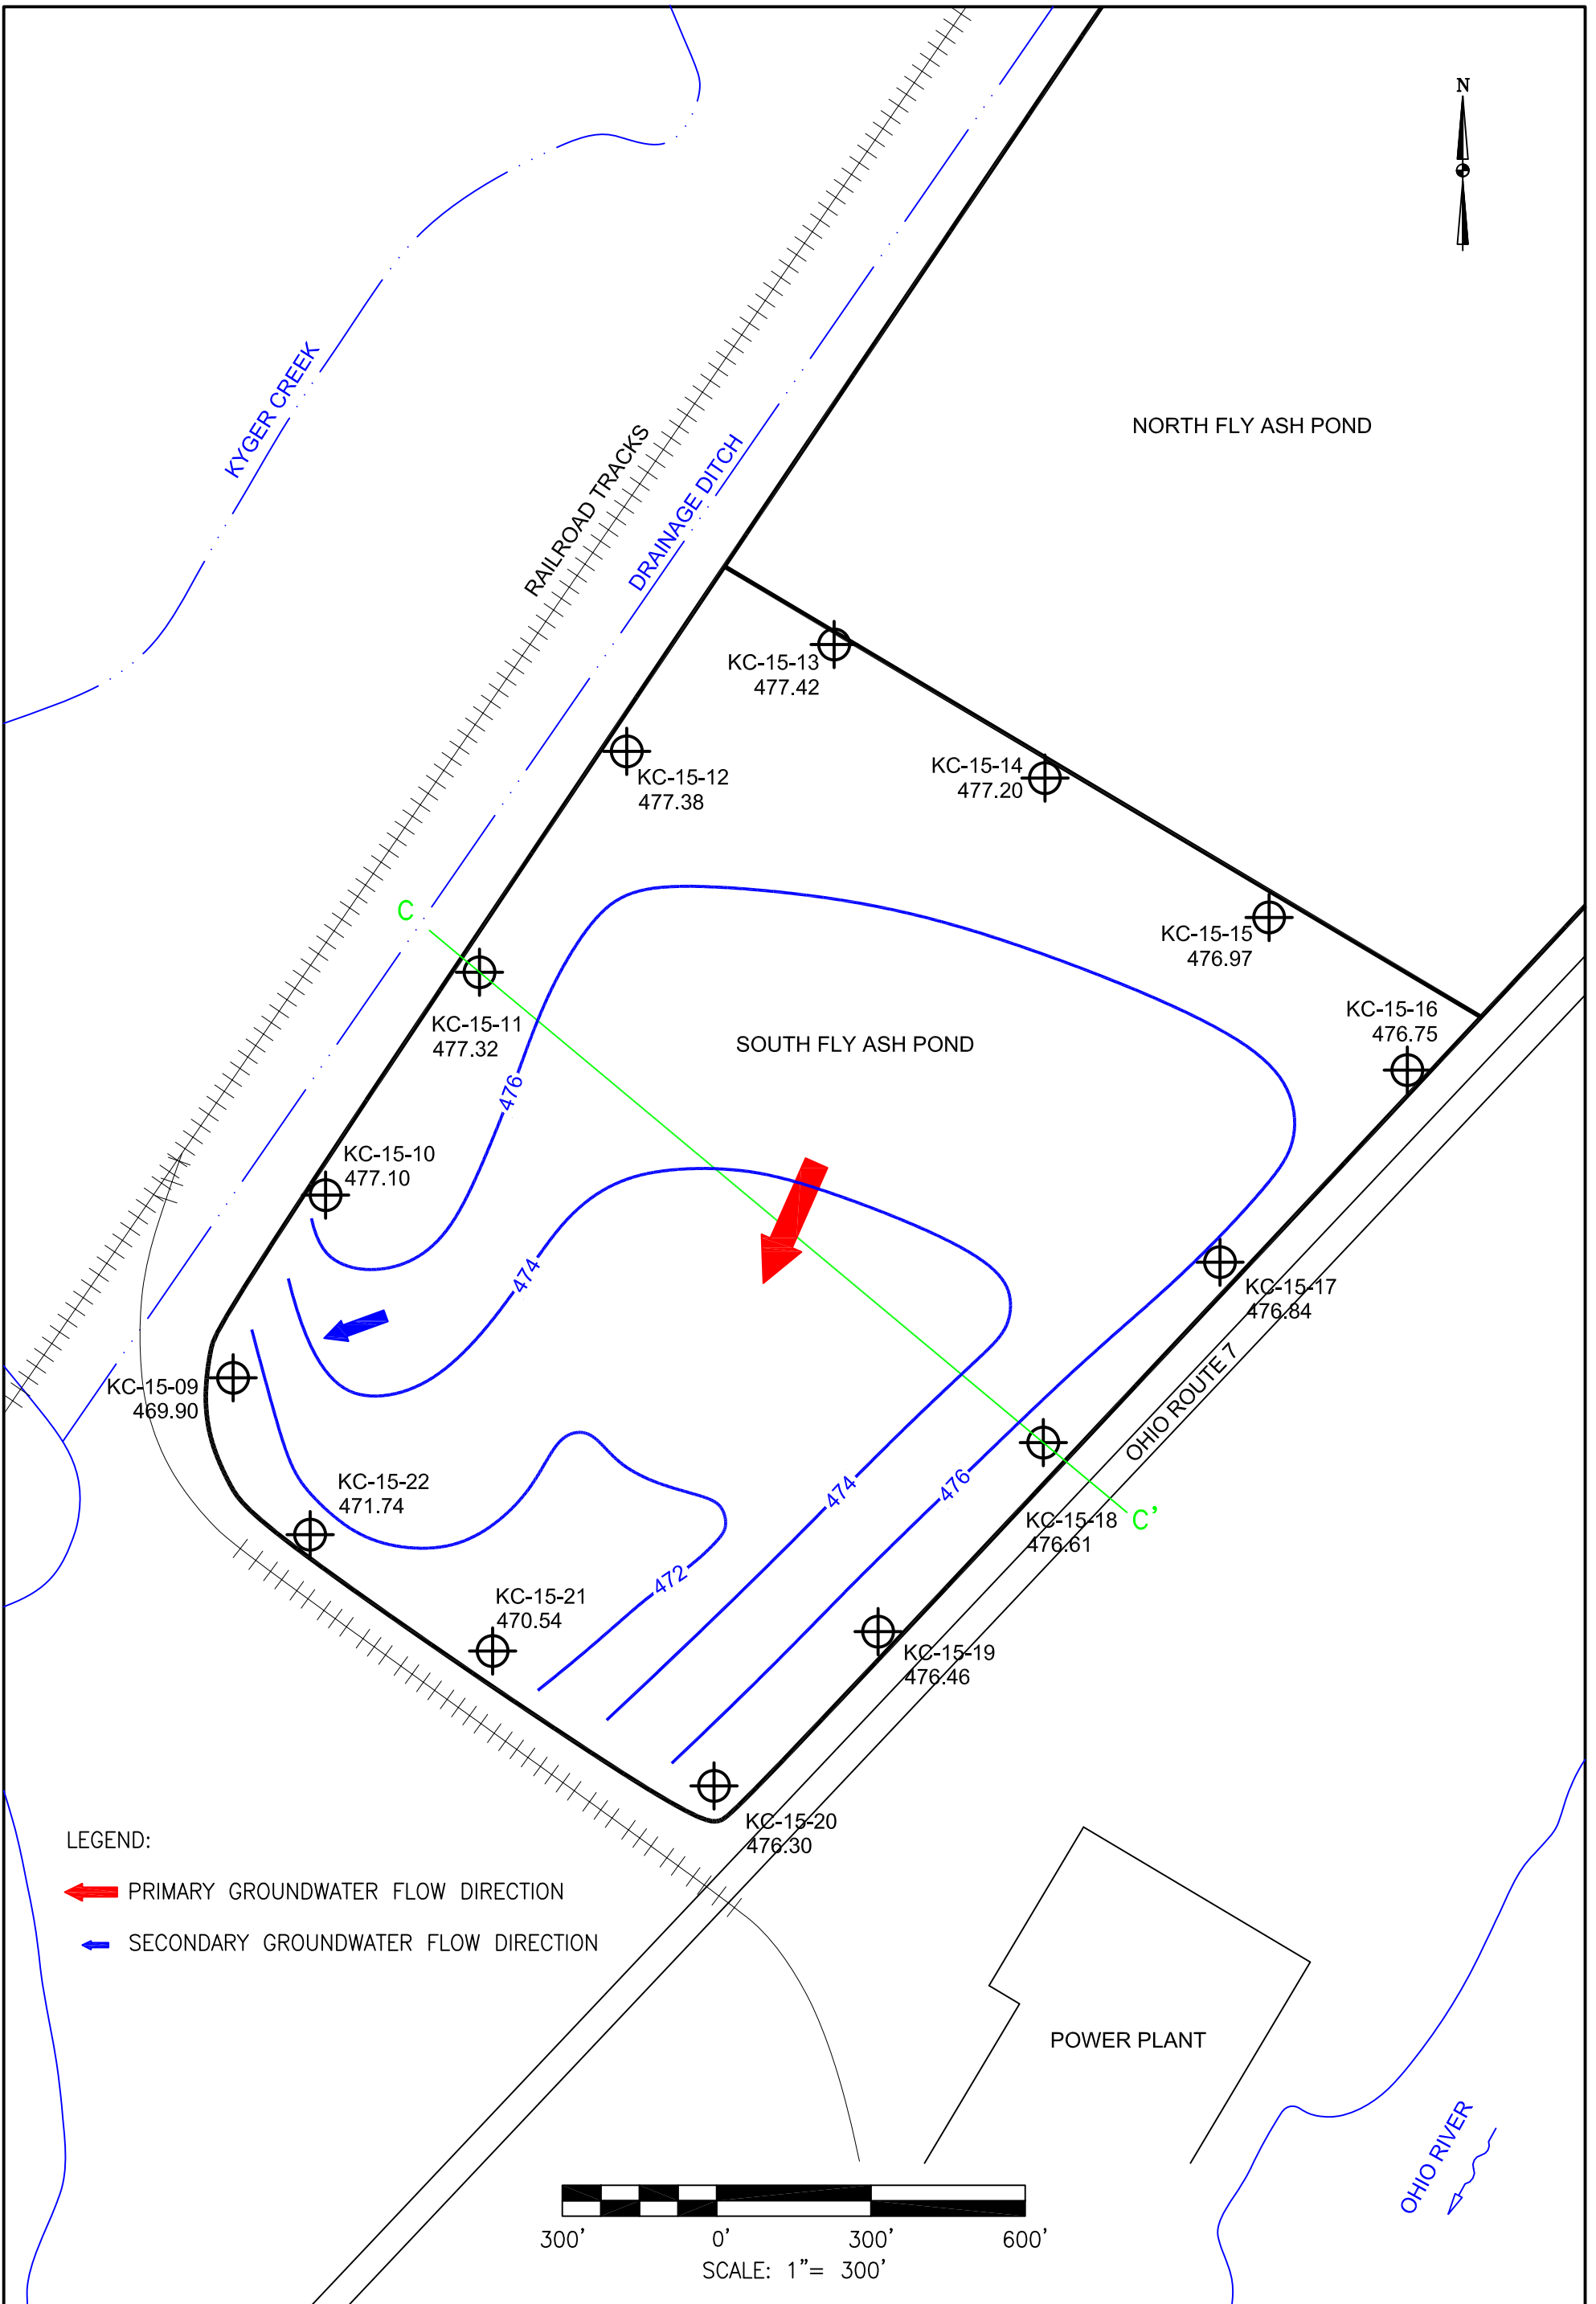 N
KYGER CREEK
RAILROAD TRACKS
DRAINAGE DITCH
NORTH FLY ASH POND
KC-15-13
477.42
KC-15-12
477.38
KC-15-14
477.20
C
KC-15-15
476.97
KC-15-16
476.75
KC-15-11
477.32
SOUTH FLY ASH POND
476
KC-15-10
477.10
474
KC-15-17
476.84
OHIO ROUTE 7
KC-15-09
469.90
KC-15-22
471.74
474
476
KC-15-18
476.61
C'
472
KC-15-21
470.54
KC-15-19
476.46
KC-15-20
476.30
LEGEND:
PRIMARY GROUNDWATER FLOW DIRECTION
SECONDARY GROUNDWATER FLOW DIRECTION
POWER PLANT
OHIO RIVER
300' 0' 300' 600'
SCALE: 1"= 300'